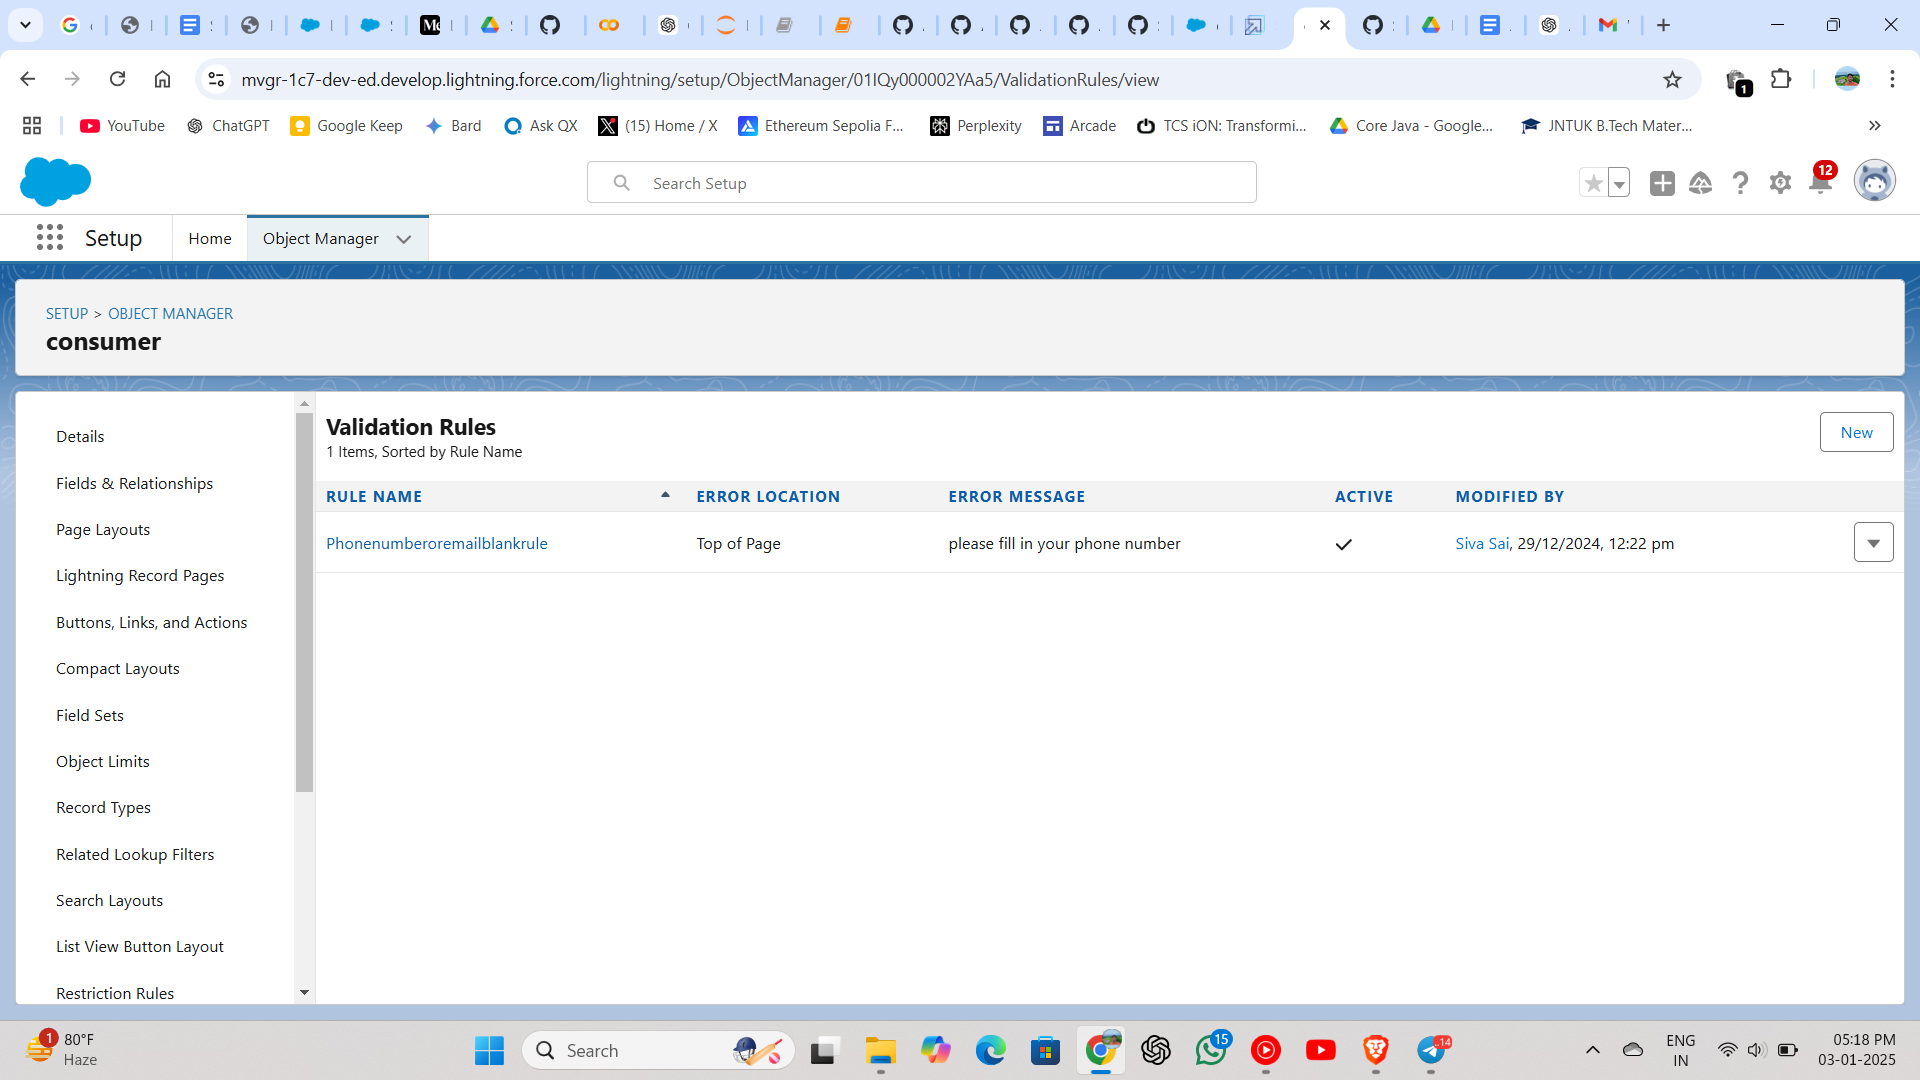 mvgr-1c7-dev-ed.develop.lightning.force.com/lightning/setup/ObjectManager/01IQy000002YAa5/ValidationRules/view
1
YouTube
ChatGPT
Google Keep
Bard
Ask QX
(15) Home / X
Ethereum Sepolia F...
Perplexity
Arcade
TCS iON: Transformi...
Core Java - Google...
JNTUK B.Tech Mater...
Search Setup
12
Setup
Home
Object Manager
SETUP > OBJECT MANAGER
consumer
Details
Fields & Relationships
Page Layouts
Lightning Record Pages
Buttons, Links, and Actions
Compact Layouts
Field Sets
Object Limits
Record Types
Related Lookup Filters
Search Layouts
List View Button Layout
Restriction Rules
Validation Rules
1 Items, Sorted by Rule Name
New
RULE NAME ERROR LOCATION ERROR MESSAGE ACTIVE MODIFIED BY
Phonenumberoremailblankrule Top of Page please fill in your phone number Siva Sai, 29/12/2024, 12:22 pm
1
80°F
Haze
Search
15
14
ENG
IN
05:18 PM
03-01-2025